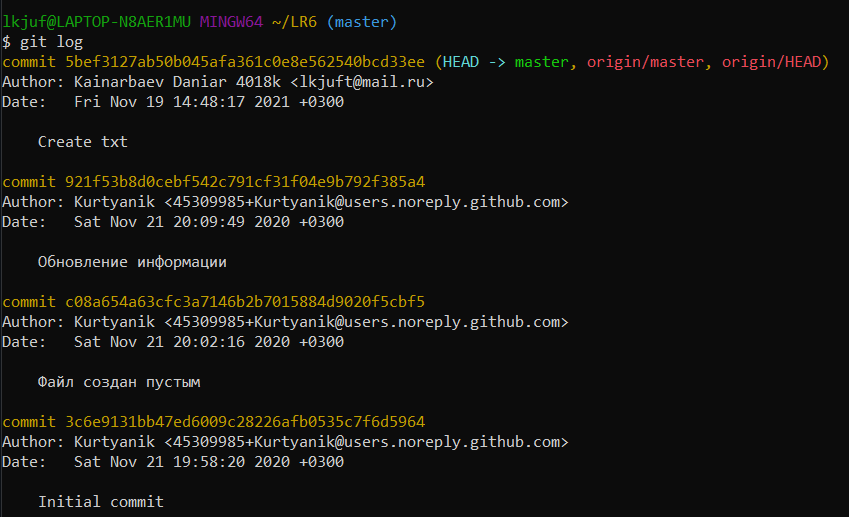 lkjuf@LAPTOP-N8AER1MU MINGW64 ~/LR6 (master)
$ git log
commit 5bef3127ab50b045afa361c0e8e562540bcd33ee (HEAD -> master, origin/master, origin/HEAD)
Author: Kainarbaev Daniar 4018k <lkjuft@mail.ru>
Date:   Fri Nov 19 14:48:17 2021 +0300
    Create txt
commit 921f53b8d0cebf542c791cf31f04e9b792f385a4
Author: Kurtyanik <45309985+Kurtyanik@users.noreply.github.com>
Date:   Sat Nov 21 20:09:49 2020 +0300
    Обновление информации
commit c08a654a63cfc3a7146b2b7015884d9020f5cbf5
Author: Kurtyanik <45309985+Kurtyanik@users.noreply.github.com>
Date:   Sat Nov 21 20:02:16 2020 +0300
    Файл создан пустым
commit 3c6e9131bb47ed6009c28226afb0535c7f6d5964
Author: Kurtyanik <45309985+Kurtyanik@users.noreply.github.com>
Date:   Sat Nov 21 19:58:20 2020 +0300
    Initial commit